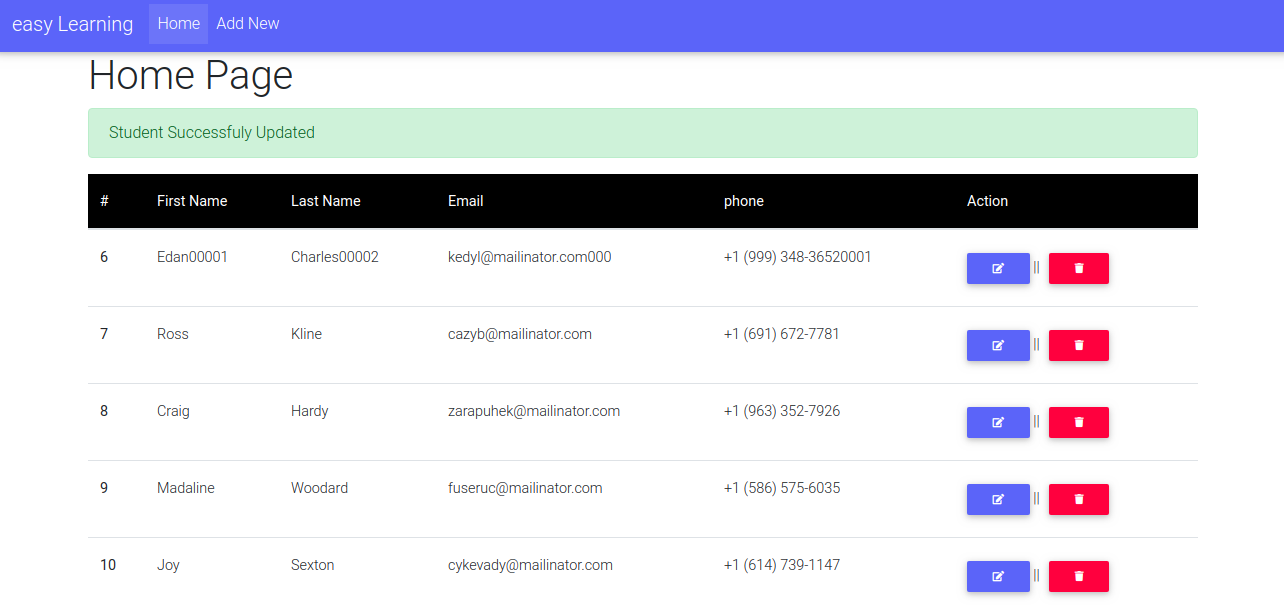 easy Learning Home Add New
Home Page
Student Successfuly Updated
# First Name Last Name Email phone Action
6 Edan00001 Charles00002 kedyl@mailinator.com000 +1 (999) 348-36520001 ||
7 Ross Kline cazyb@mailinator.com +1 (691) 672-7781 ||
8 Craig Hardy zarapuhek@mailinator.com +1 (963) 352-7926 ||
9 Madaline Woodard fuseruc@mailinator.com +1 (586) 575-6035 ||
10 Joy Sexton cykevady@mailinator.com +1 (614) 739-1147 ||